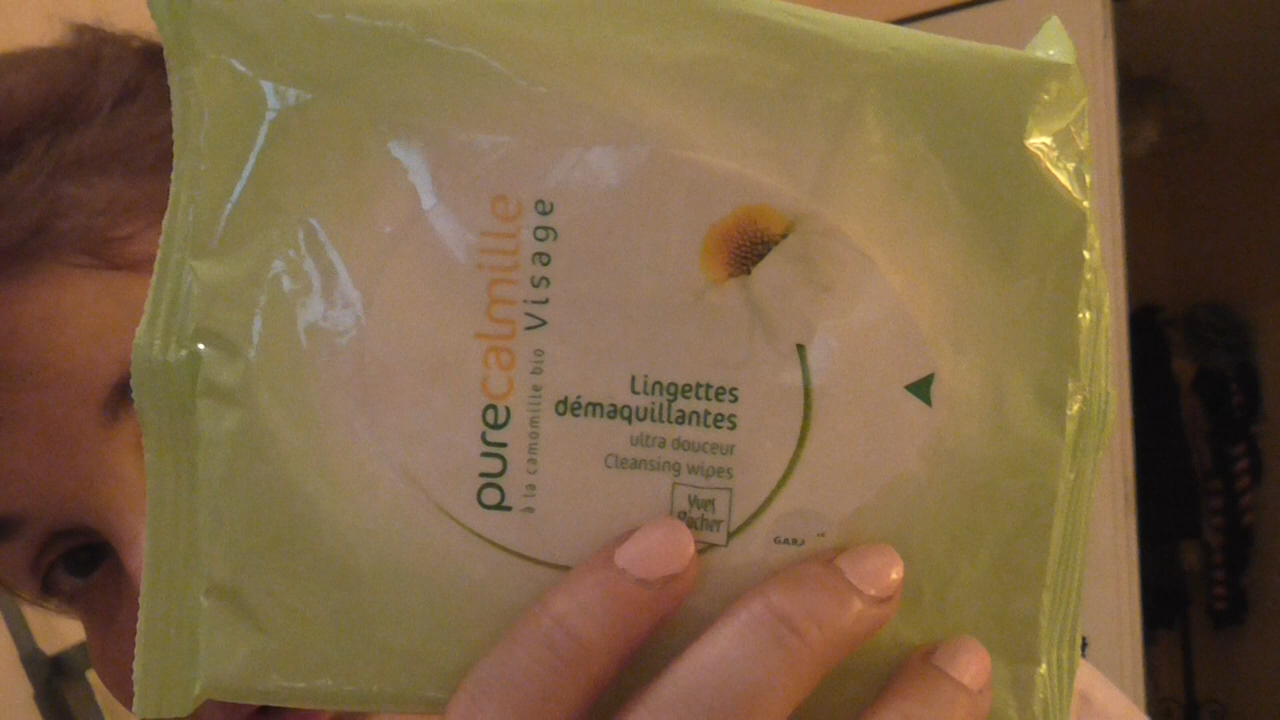 purecalmille
à la camomille bio Visage
Lingettes
démaquillantes
ultra douceur
Cleansing wipes
Yves
Rocher